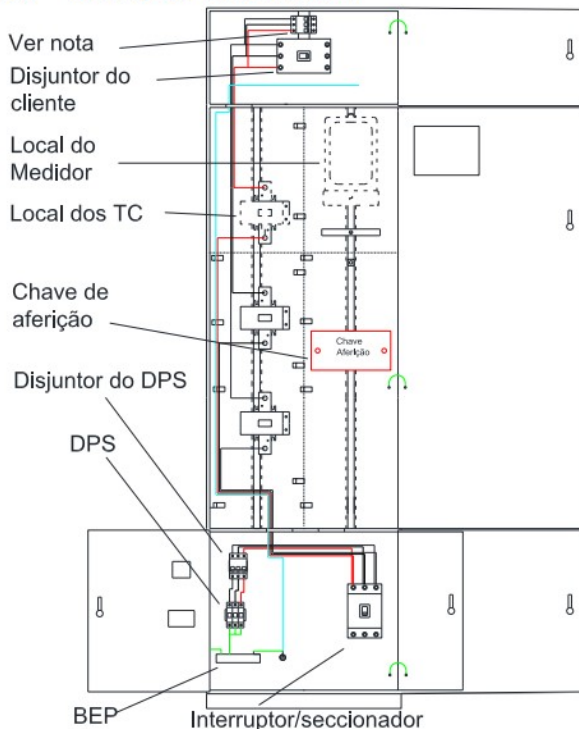 Ver nota
Disjuntor do
cliente
Local do
Medidor
Local dos TC
Chave de
aferição
Chave
Aferição
Disjuntor do DPS
DPS
BEP
Interruptor/seccionador